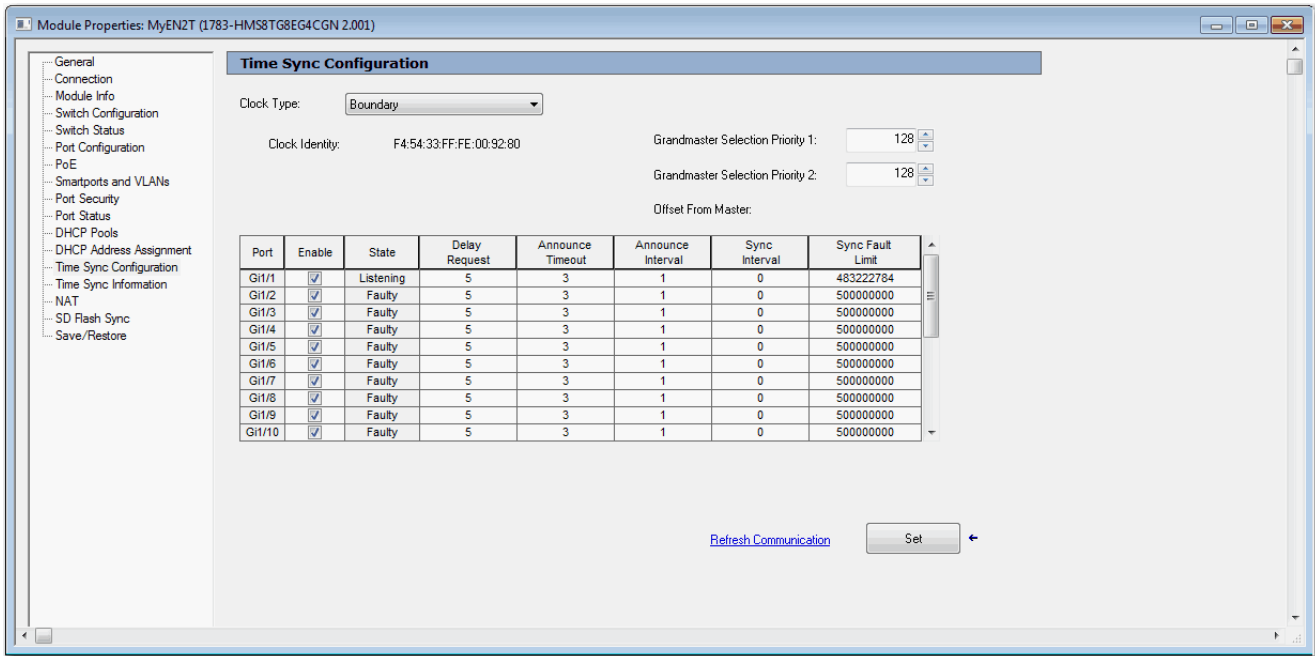 Module Properties: MyEN2T (1783-HMS8TG8EG4CGN 2.001)
General
Connection
Module Info
Switch Configuration
Switch Status
Port Configuration
PoE
Smartports and VLANs
Port Security
Port Status
DHCP Pools
DHCP Address Assignment
Time Sync Configuration
Time Sync Information
NAT
SD Flash Sync
Save/Restore
Time Sync Configuration
Clock Type: Boundary
Clock Identity: F4:54:33:FF:FE:00:92:80
Grandmaster Selection Priority 1: 128
Grandmaster Selection Priority 2: 128
Offset From Master:
Port Enable State Delay Request Announce Timeout Announce Interval Sync Interval Sync Fault Limit
Gi1/1 Listening 5 3 1 0 483222784
Gi1/2 Faulty 5 3 1 0 500000000
Gi1/3 Faulty 5 3 1 0 500000000
Gi1/4 Faulty 5 3 1 0 500000000
Gi1/5 Faulty 5 3 1 0 500000000
Gi1/6 Faulty 5 3 1 0 500000000
Gi1/7 Faulty 5 3 1 0 500000000
Gi1/8 Faulty 5 3 1 0 500000000
Gi1/9 Faulty 5 3 1 0 500000000
Gi1/10 Faulty 5 3 1 0 500000000
Refresh Communication
Set